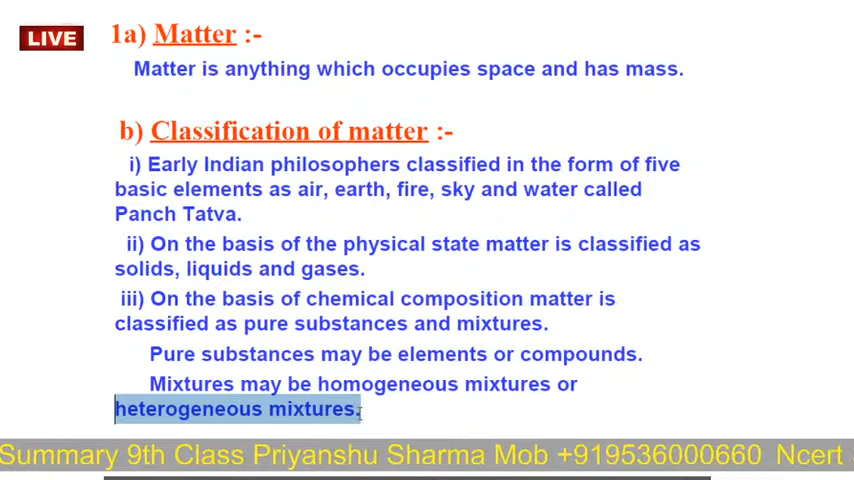 LIVE
1a) Matter :-
Matter is anything which occupies space and has mass.
b) Classification of matter :-
i) Early Indian philosophers classified in the form of five
basic elements as air, earth, fire, sky and water called
Panch Tatva.
ii) On the basis of the physical state matter is classified as
solids, liquids and gases.
iii) On the basis of chemical composition matter is
classified as pure substances and mixtures.
Pure substances may be elements or compounds.
Mixtures may be homogeneous mixtures or
heterogeneous mixtures.
Summary 9th Class Priyanshu Sharma Mob +919536000660 Ncert